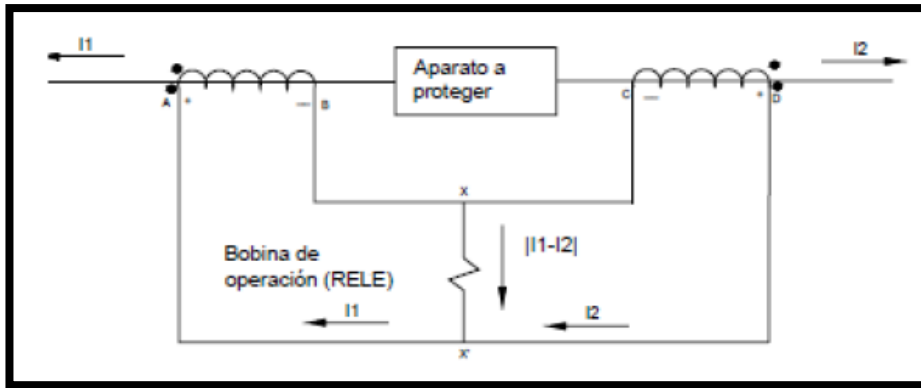 I1
I2
Aparato a
proteger
A
+
—
B
C
—
+
D
x
|I1-I2|
Bobina de
operación (RELE)
I1
I2
x'